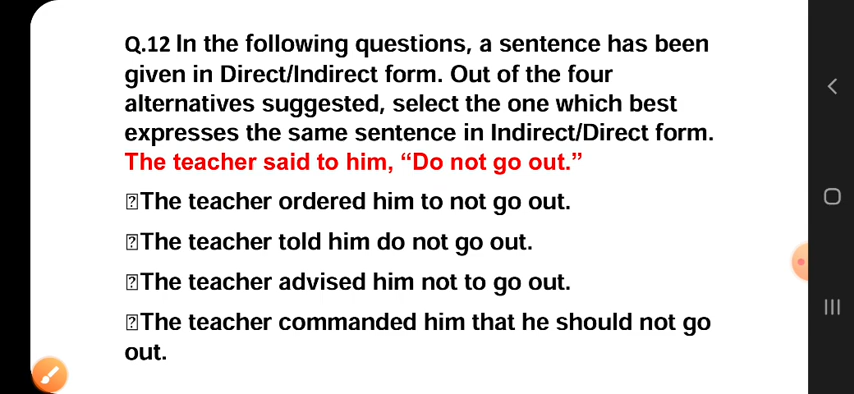 Q.12 In the following questions, a sentence has been
given in Direct/Indirect form. Out of the four
alternatives suggested, select the one which best
expresses the same sentence in Indirect/Direct form.
The teacher said to him, “Do not go out.”
The teacher ordered him to not go out.
The teacher told him do not go out.
The teacher advised him not to go out.
The teacher commanded him that he should not go
out.